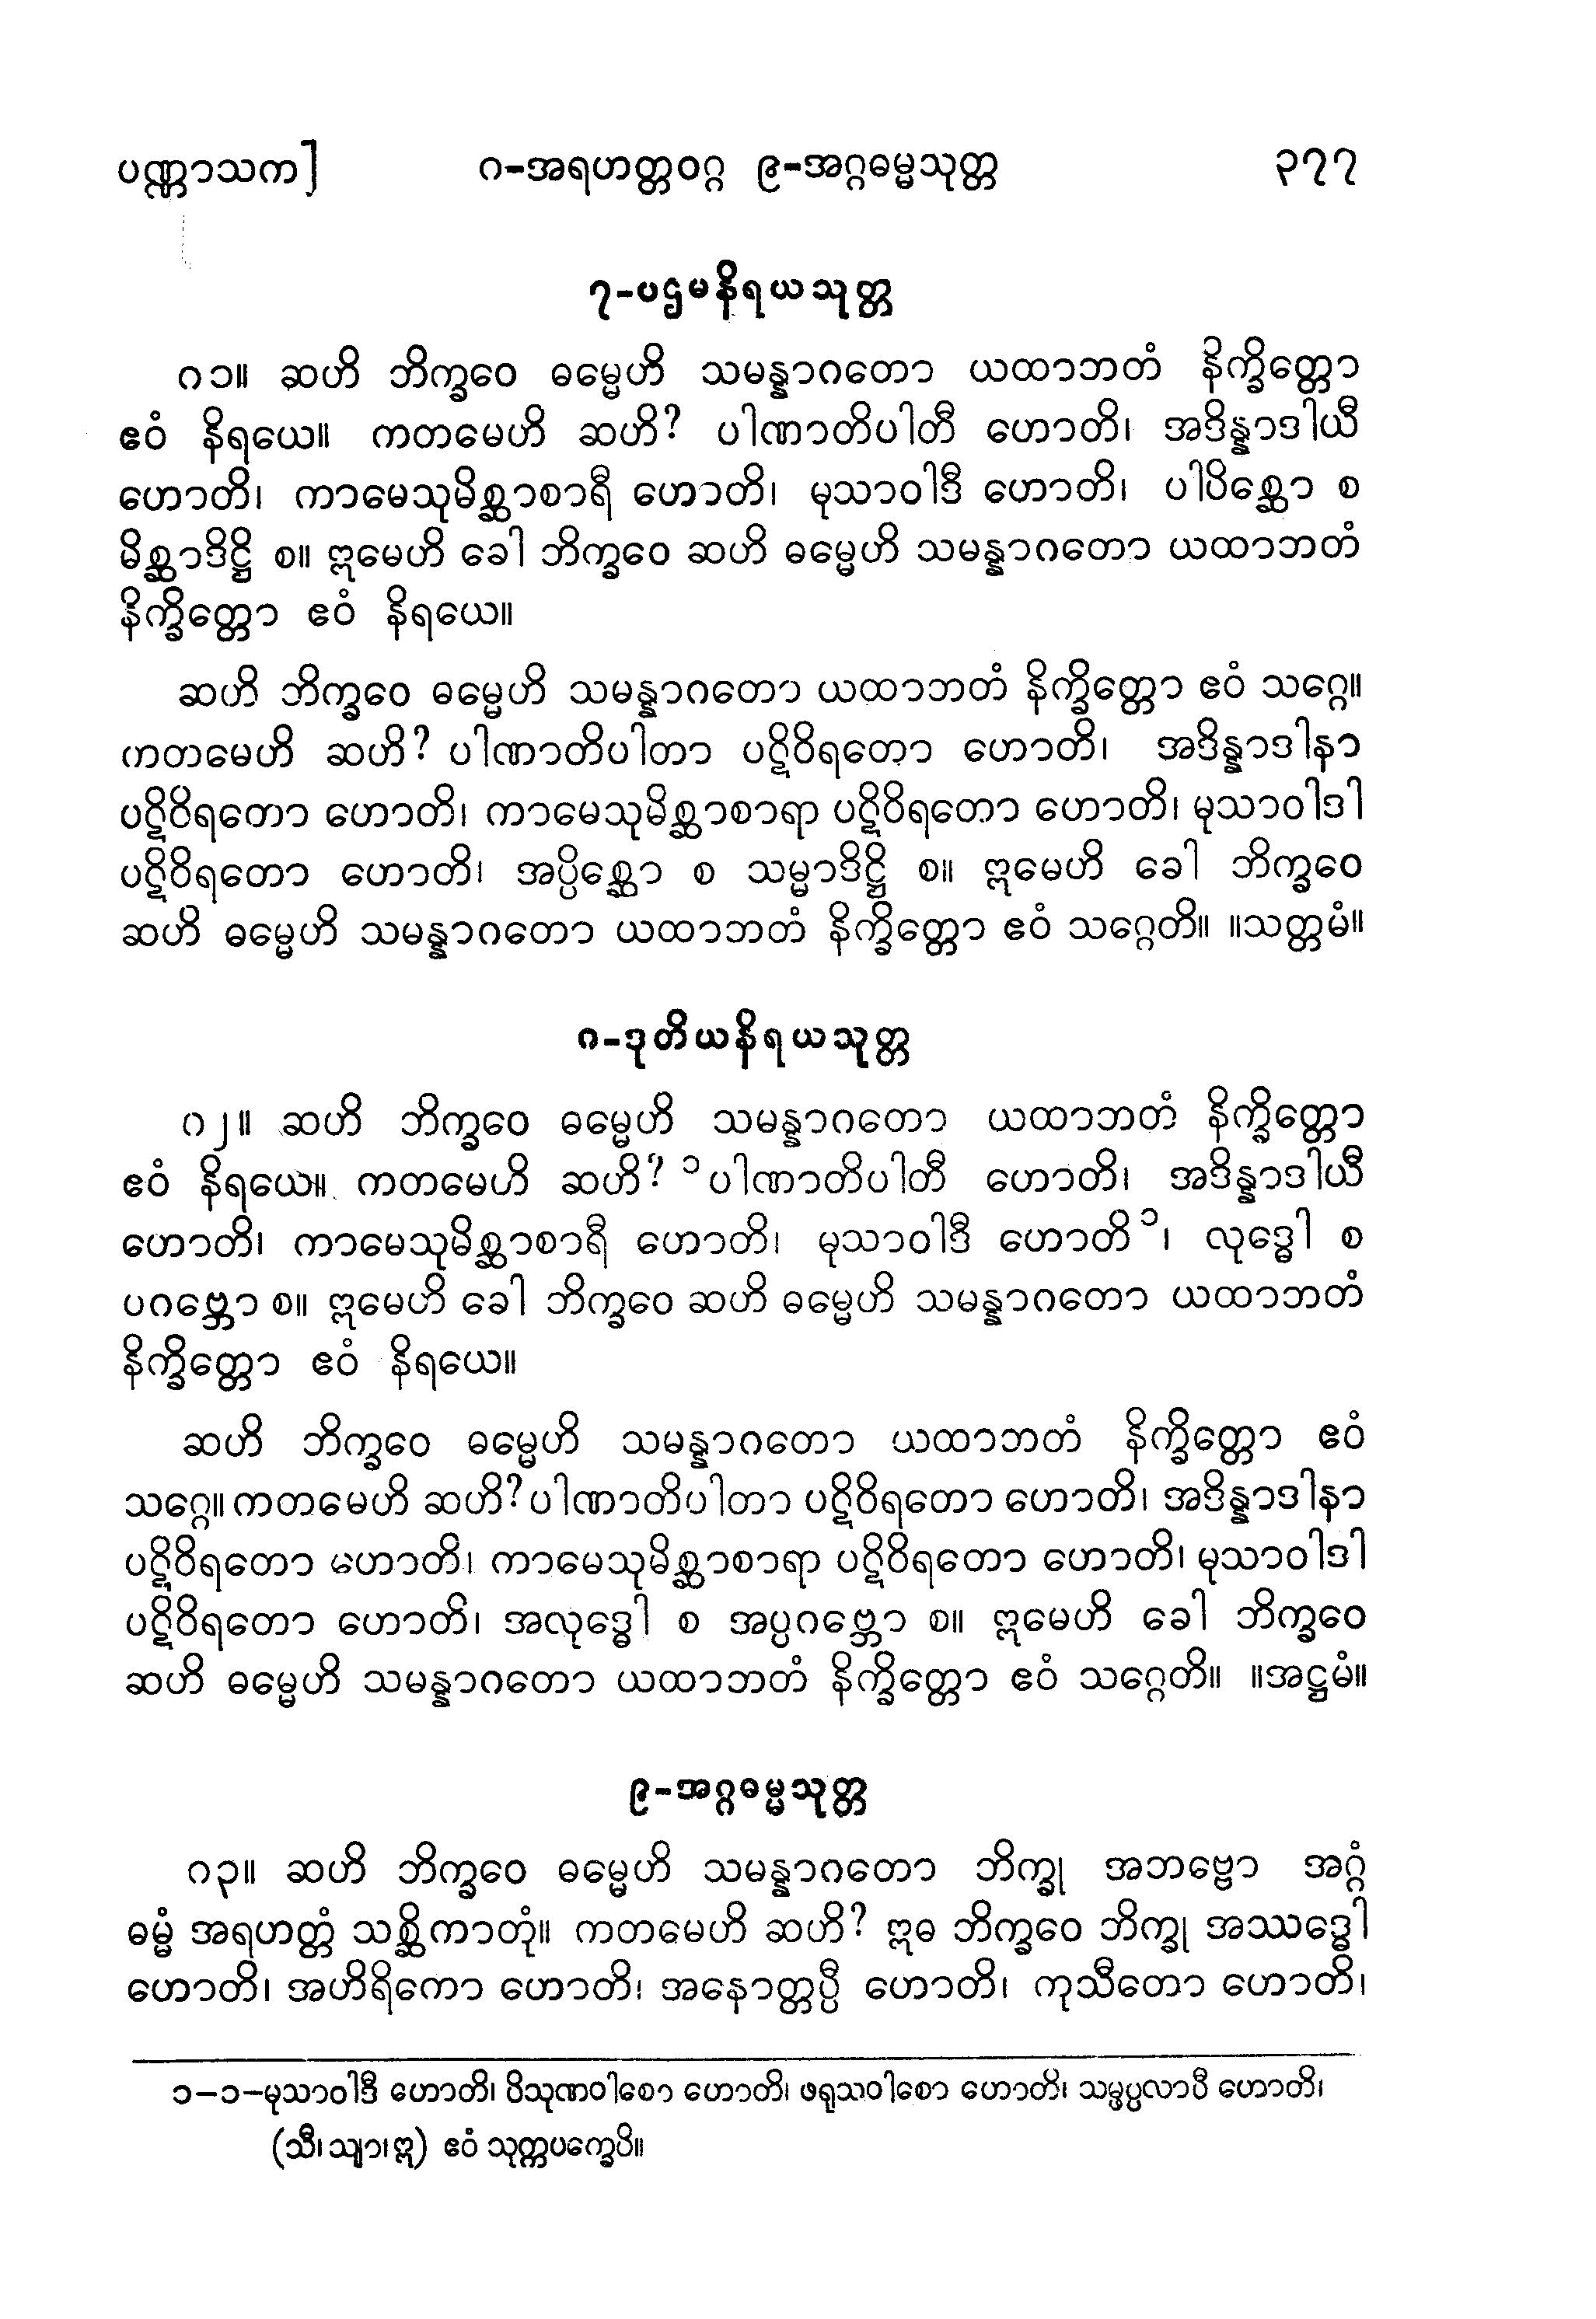 ပဏ္ဏာသက]   ၈-အရဟတ္တဝဂ္ဂ  ၉-အဂ္ဂဓမ္မသုတ္တ   ၃၇၇
၇-ပဌမနိရယသုတ္တ
၈၁။ ဆဟိ ဘိက္ခဝေ ဓမ္မေဟိ သမန္နာဂတော ယထာဘတံ နိက္ခိတ္တော
ဧဝံ နိရယေ။ ကတမေဟိ ဆဟိ? ပါဏာတိပါတီ ဟောတိ၊ အဒိန္နာဒါယီ
ဟောတိ၊ ကာမေသုမိစ္ဆာစာရီ ဟောတိ၊ မုသာဝါဒီ ဟောတိ၊ ပါပိစ္ဆော စ
မိစ္ဆာဒိဋ္ဌိ စ။ ဣမေဟိ ခေါ ဘိက္ခဝေ ဆဟိ ဓမ္မေဟိ သမန္နာဂတော ယထာဘတံ
နိက္ခိတ္တော ဧဝံ နိရယေ။
ဆဟိ ဘိက္ခဝေ ဓမ္မေဟိ သမန္နာဂတော ယထာဘတံ နိက္ခိတ္တော ဧဝံ သဂ္ဂေ။
ကတမေဟိ ဆဟိ? ပါဏာတိပါတာ ပဋိဝိရတော ဟောတိ၊ အဒိန္နာဒါနာ
ပဋိဝိရတော ဟောတိ၊ ကာမေသုမိစ္ဆာစာရာ ပဋိဝိရတော ဟောတိ၊ မုသာဝါဒါ
ပဋိဝိရတော ဟောတိ၊ အပ္ပိစ္ဆော စ သမ္မာဒိဋ္ဌိ စ။ ဣမေဟိ ခေါ ဘိက္ခဝေ
ဆဟိ ဓမ္မေဟိ သမန္နာဂတော ယထာဘတံ နိက္ခိတ္တော ဧဝံ သဂ္ဂေတိ။ ။သတ္တမံ။
၈-ဒုတိယနိရယသုတ္တ
၈၂။ ဆဟိ ဘိက္ခဝေ ဓမ္မေဟိ သမန္နာဂတော ယထာဘတံ နိက္ခိတ္တော
ဧဝံ နိရယေ။ ကတမေဟိ ဆဟိ? ၁ပါဏာတိပါတီ ဟောတိ၊ အဒိန္နာဒါယီ
ဟောတိ၊ ကာမေသုမိစ္ဆာစာရီ ဟောတိ၊ မုသာဝါဒီ ဟောတိ၁၊ လုဒ္ဓေါ စ
ပဂဗ္ဘော စ။ ဣမေဟိ ခေါ ဘိက္ခဝေ ဆဟိ ဓမ္မေဟိ သမန္နာဂတော ယထာဘတံ
နိက္ခိတ္တော ဧဝံ နိရယေ။
ဆဟိ ဘိက္ခဝေ ဓမ္မေဟိ သမန္နာဂတော ယထာဘတံ နိက္ခိတ္တော ဧဝံ
သဂ္ဂေ။ ကတမေဟိ ဆဟိ? ပါဏာတိပါတာ ပဋိဝိရတော ဟောတိ၊ အဒိန္နာဒါနာ
ပဋိဝိရတော ဟောတိ၊ ကာမေသုမိစ္ဆာစာရာ ပဋိဝိရတော ဟောတိ၊ မုသာဝါဒါ
ပဋိဝိရတော ဟောတိ၊ အလုဒ္ဓေါ စ အပ္ပဂဗ္ဘော စ။ ဣမေဟိ ခေါ ဘိက္ခဝေ
ဆဟိ ဓမ္မေဟိ သမန္နာဂတော ယထာဘတံ နိက္ခိတ္တော ဧဝံ သဂ္ဂေတိ။ ။အဋ္ဌမံ။
၉-အဂ္ဂဓမ္မသုတ္တ
၈၃။ ဆဟိ ဘိက္ခဝေ ဓမ္မေဟိ သမန္နာဂတော ဘိက္ခု အဘဗ္ဗော အဂ္ဂံ
ဓမ္မံ အရဟတ္တံ သစ္ဆိကာတုံ။ ကတမေဟိ ဆဟိ? ဣဓ ဘိက္ခဝေ ဘိက္ခု အဿဒ္ဓေါ
ဟောတိ၊ အဟိရိကော ဟောတိ၊ အနောတ္တပ္ပီ ဟောတိ၊ ကုသီတော ဟောတိ၊
၁–၁–မုသာဝါဒီ ဟောတိ၊ ပိသုဏဝါစော ဟောတိ၊ ဖရုသဝါစော ဟောတိ၊ သမ္ဖပ္ပလာပီ ဟောတိ၊
(သီ၊ သျာ၊ ဣ) ဧဝံ သုက္ကပက္ခေပိ။